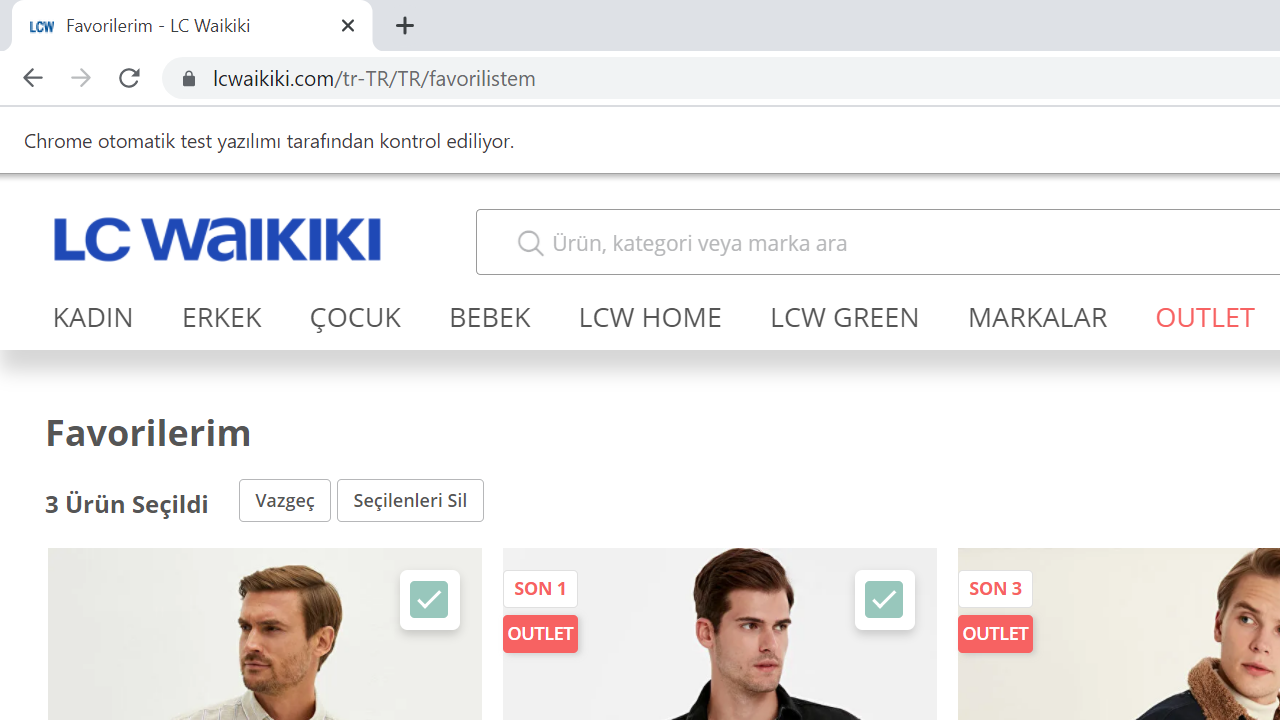 LCW Favorilerim - LC Waikiki
lcwaikiki.com/tr-TR/TR/favorilistem
Chrome otomatik test yazılımı tarafından kontrol ediliyor.
LC WAIKIKI
Ürün, kategori veya marka ara
KADIN ERKEK ÇOCUK BEBEK LCW HOME LCW GREEN MARKALAR OUTLET
Favorilerim
3 Ürün Seçildi Vazgeç Seçilenleri Sil
SON 1 SON 3
OUTLET OUTLET